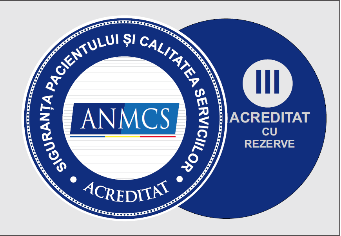 SIGURANȚA PACIENTULUI ȘI CALITATEA SERVICIILOR
ANMCS
• ACREDITAT •
III
ACREDITAT
CU
REZERVE